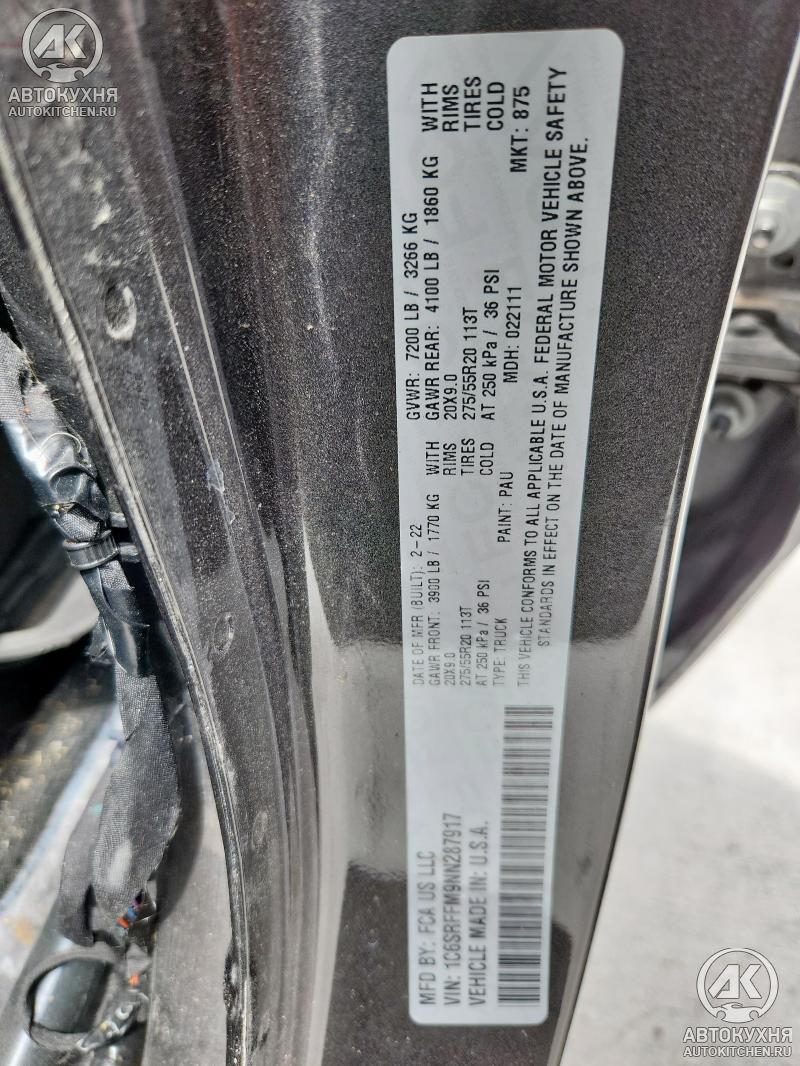 АК
АВТОКУХНЯ
AUTOKITCHEN.RU
MFD BY: FCA US LLC
VIN: 1C6SRFFM9NN287917
VEHICLE MADE IN: U.S.A.
DATE OF MFR (BUILT): 2-22
GAWR FRONT: 3900 LB / 1770 KG WITH
20X9.0 RIMS
275/55R20 113T TIRES
AT 250 kPa / 36 PSI COLD
TYPE: TRUCK PAINT: PAU
GVWR: 7200 LB / 3266 KG
GAWR REAR: 4100 LB / 1860 KG WITH
20X9.0 RIMS
275/55R20 113T TIRES
AT 250 kPa / 36 PSI COLD
MDH: 022111 MKT: 875
THIS VEHICLE CONFORMS TO ALL APPLICABLE U.S.A. FEDERAL MOTOR VEHICLE SAFETY
STANDARDS IN EFFECT ON THE DATE OF MANUFACTURE SHOWN ABOVE.
АК
АВТОКУХНЯ
AUTOKITCHEN.RU